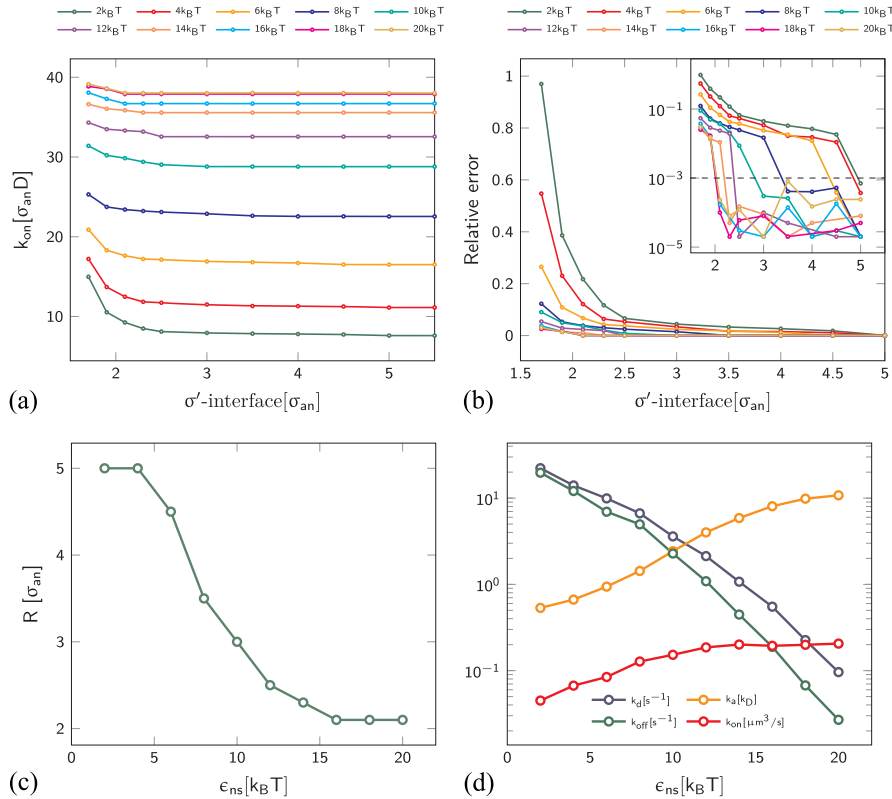 2k_BT 4k_BT 6k_BT 8k_BT 10k_BT
12k_BT 14k_BT 16k_BT 18k_BT 20k_BT
40
30
20
10
k_on[σ_anD]
2 3 4 5
σ′-interface[σ_an]
(a)
2k_BT 4k_BT 6k_BT 8k_BT 10k_BT
12k_BT 14k_BT 16k_BT 18k_BT 20k_BT
1
0.8
0.6
0.4
0.2
0
Relative error
10^−1
10^−3
10^−5
2 3 4 5
1.5 2 2.5 3 3.5 4 4.5 5
σ′-interface[σ_an]
(b)
5
4
3
2
R [σ_an]
0 5 10 15 20
ϵ_ns[k_BT]
(c)
10^1
10^0
10^−1
k_d[s^−1] k_a[k_D]
k_off[s^−1] k_on[μm^3/s]
0 5 10 15 20
ϵ_ns[k_BT]
(d)